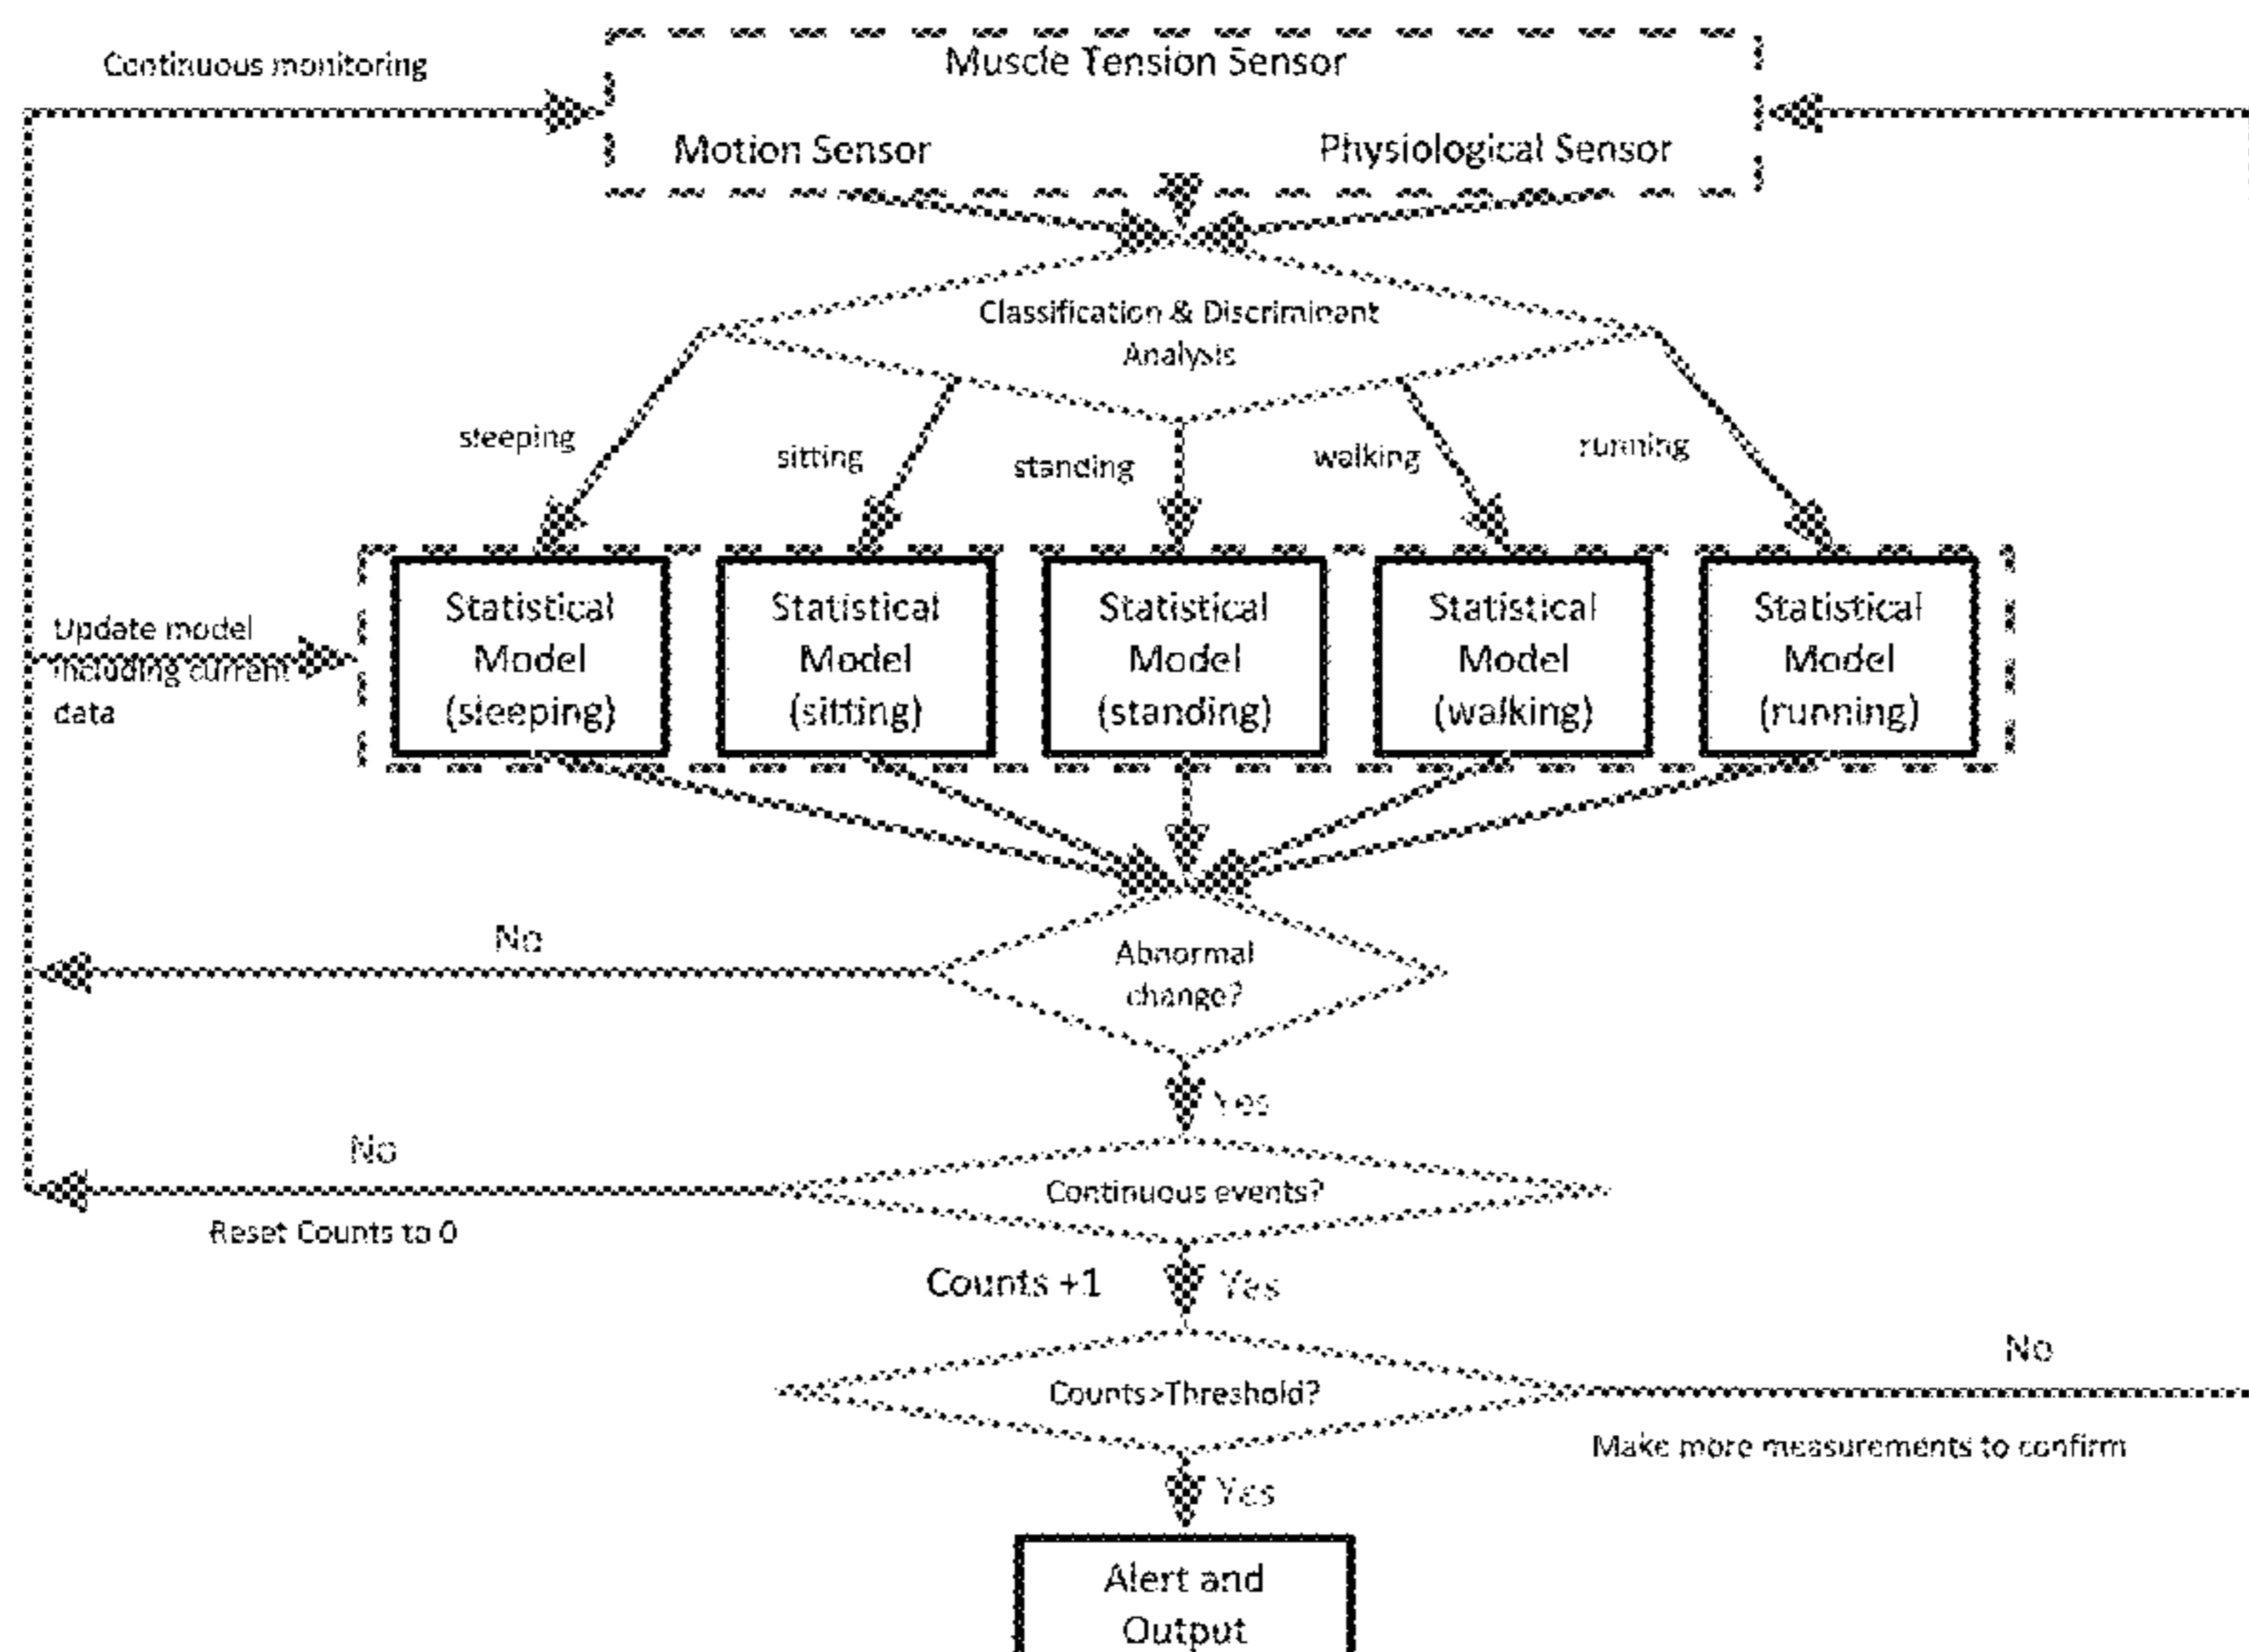 Continuous monitoring
Muscle Tension Sensor
Motion Sensor
Physiological Sensor
Classification & Discriminant
Analysis
sleeping
sitting
standing
walking
running
Update model
including current
data
Statistical
Model
(sleeping)
Statistical
Model
(sitting)
Statistical
Model
(standing)
Statistical
Model
(walking)
Statistical
Model
(running)
No
Abnormal
change?
Yes
No
Continuous events?
Reset Counts to 0
Counts +1
Yes
No
Counts>Threshold?
Make more measurements to confirm
Yes
Alert and
Output